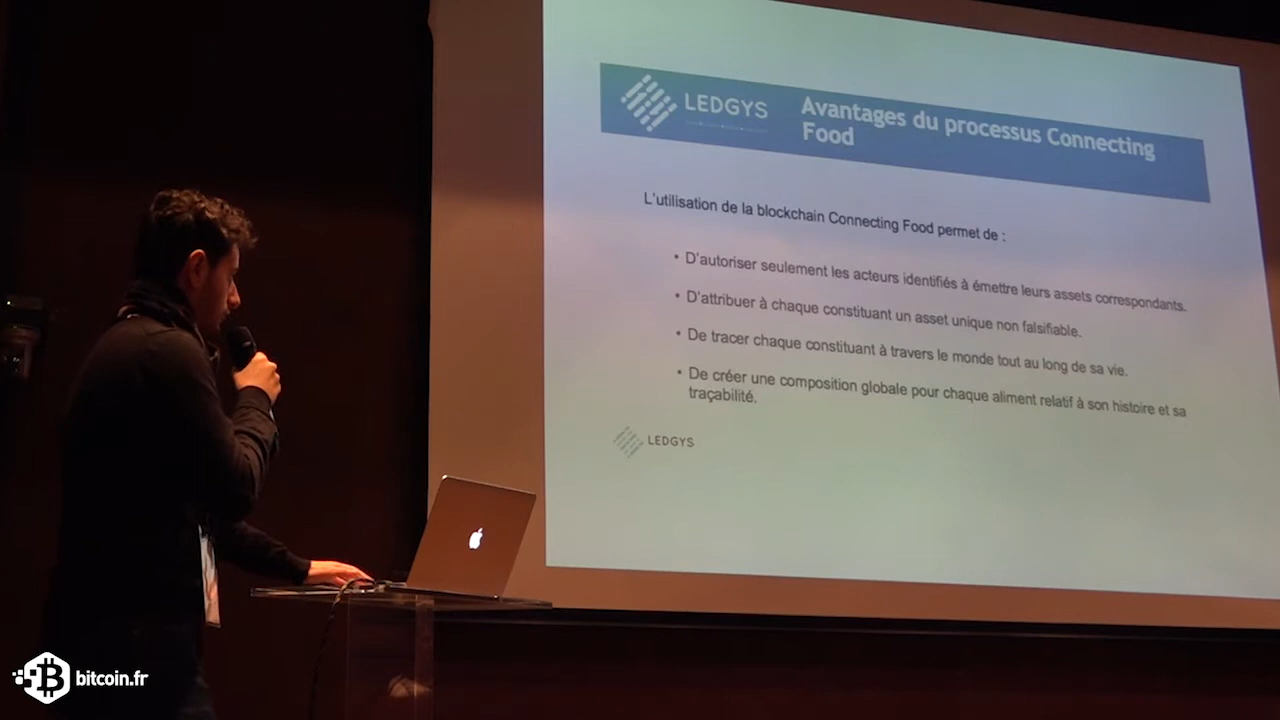 LEDGYS
Avantages du processus Connecting
Food
L'utilisation de la blockchain Connecting Food permet de :
• D'autoriser seulement les acteurs identifiés à émettre leurs assets correspondants.
• D'attribuer à chaque constituant un asset unique non falsifiable.
• De tracer chaque constituant à travers le monde tout au long de sa vie.
• De créer une composition globale pour chaque aliment relatif à son histoire et sa
traçabilité.
LEDGYS
bitcoin.fr